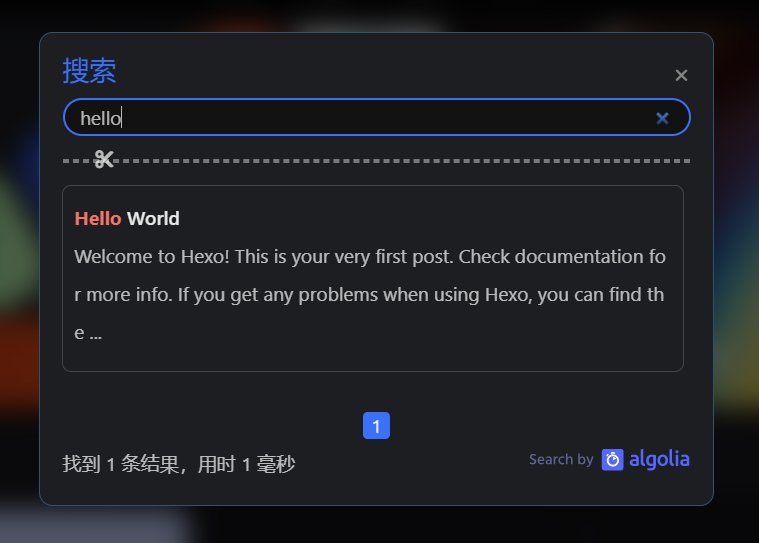 搜索
×
hello
Hello World
Welcome to Hexo! This is your very first post. Check documentation fo
r more info. If you get any problems when using Hexo, you can find th
e ...
1
找到 1 条结果，用时 1 毫秒
Search by algolia